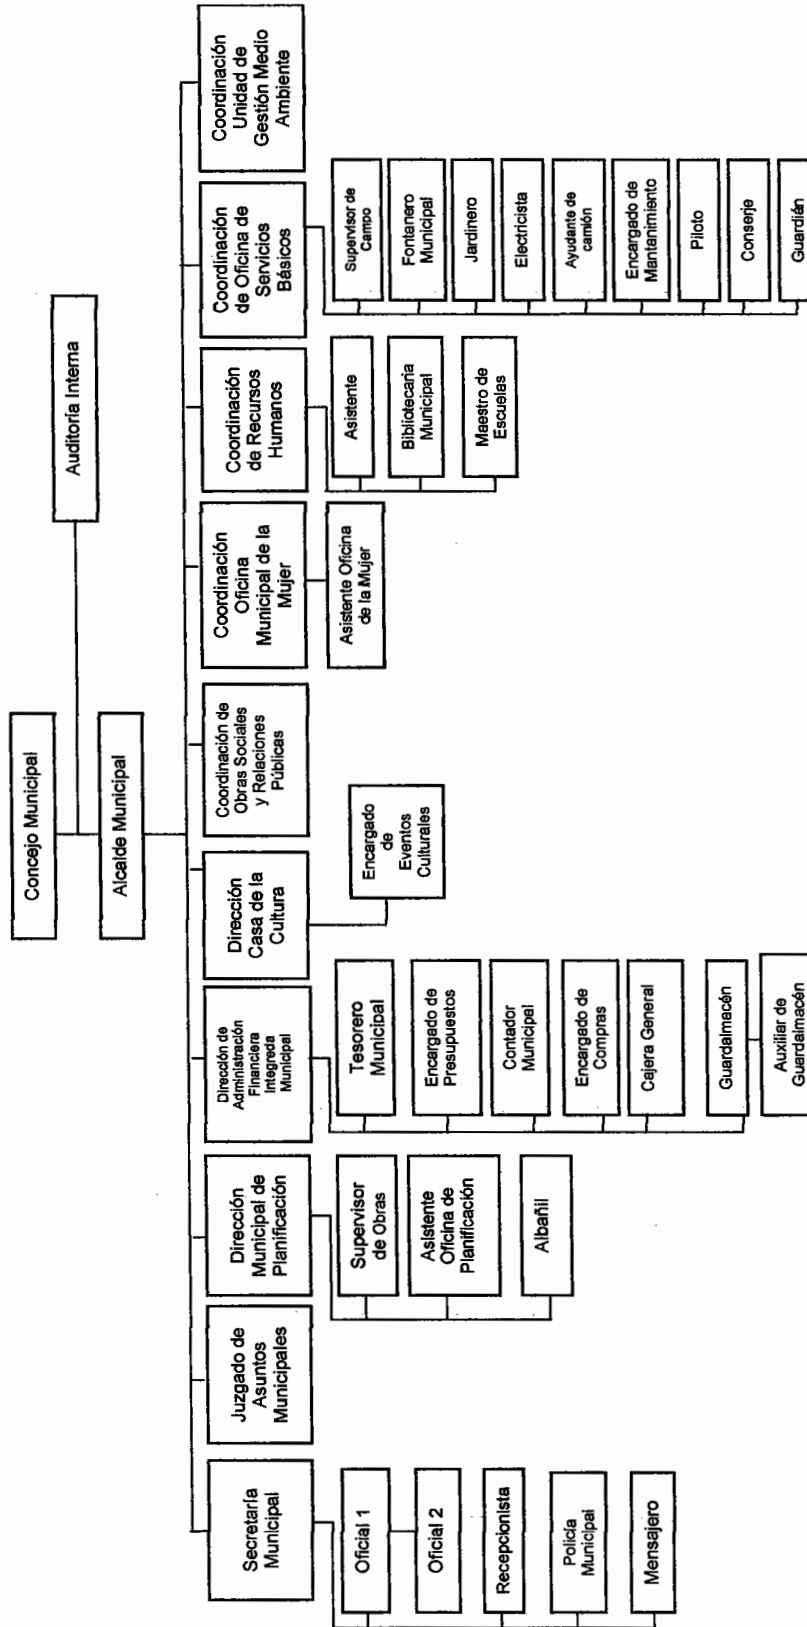 Concejo Municipal
Auditoría Interna
Alcalde Municipal
Secretaría
Municipal
Juzgado de
Asuntos
Municipales
Dirección
Municipal de
Planificación
Dirección de
Administración
Financiera
Integreda
Municipal
Dirección
Casa de la
Cultura
Coordinación de
Obras Sociales
y Relaciones
Públicas
Coordinación
Oficina
Municipal de la
Mujer
Coordinación
de Recursos
Humanos
Coordinación
de Oficina de
Servicios
Básicos
Coordinación
Unidad de
Gestión Medio
Ambiente
Oficial 1
Oficial 2
Recepcionista
Policía
Municipal
Mensajero
Supervisor
de Obras
Asistente
Oficina de
Planificación
Albañil
Tesorero
Municipal
Encargado de
Presupuestos
Contador
Municipal
Encargado de
Compras
Cajera General
Guardalmacén
Auxiliar de
Guardalmacén
Encargado
de
Eventos
Culturales
Asistente Oficina
de la Mujer
Asistente
Bibliotecaria
Municipal
Maestro de
Escuelas
Supervisor de
Campo
Fontanero
Municipal
Jardinero
Electricista
Ayudante de
camión
Encargado de
Mantanimiento
Piloto
Conserje
Guardián